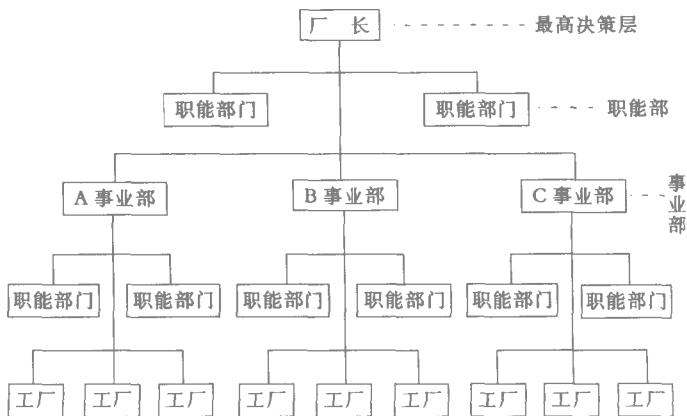 厂 长 最高决策层
职能部门 职能部门 职能部
A事业部 B事业部 C事业部 事业部
职能部门 职能部门 职能部门 职能部门 职能部门 职能部门
工厂 工厂 工厂 工厂 工厂 工厂 工厂 工厂 工厂